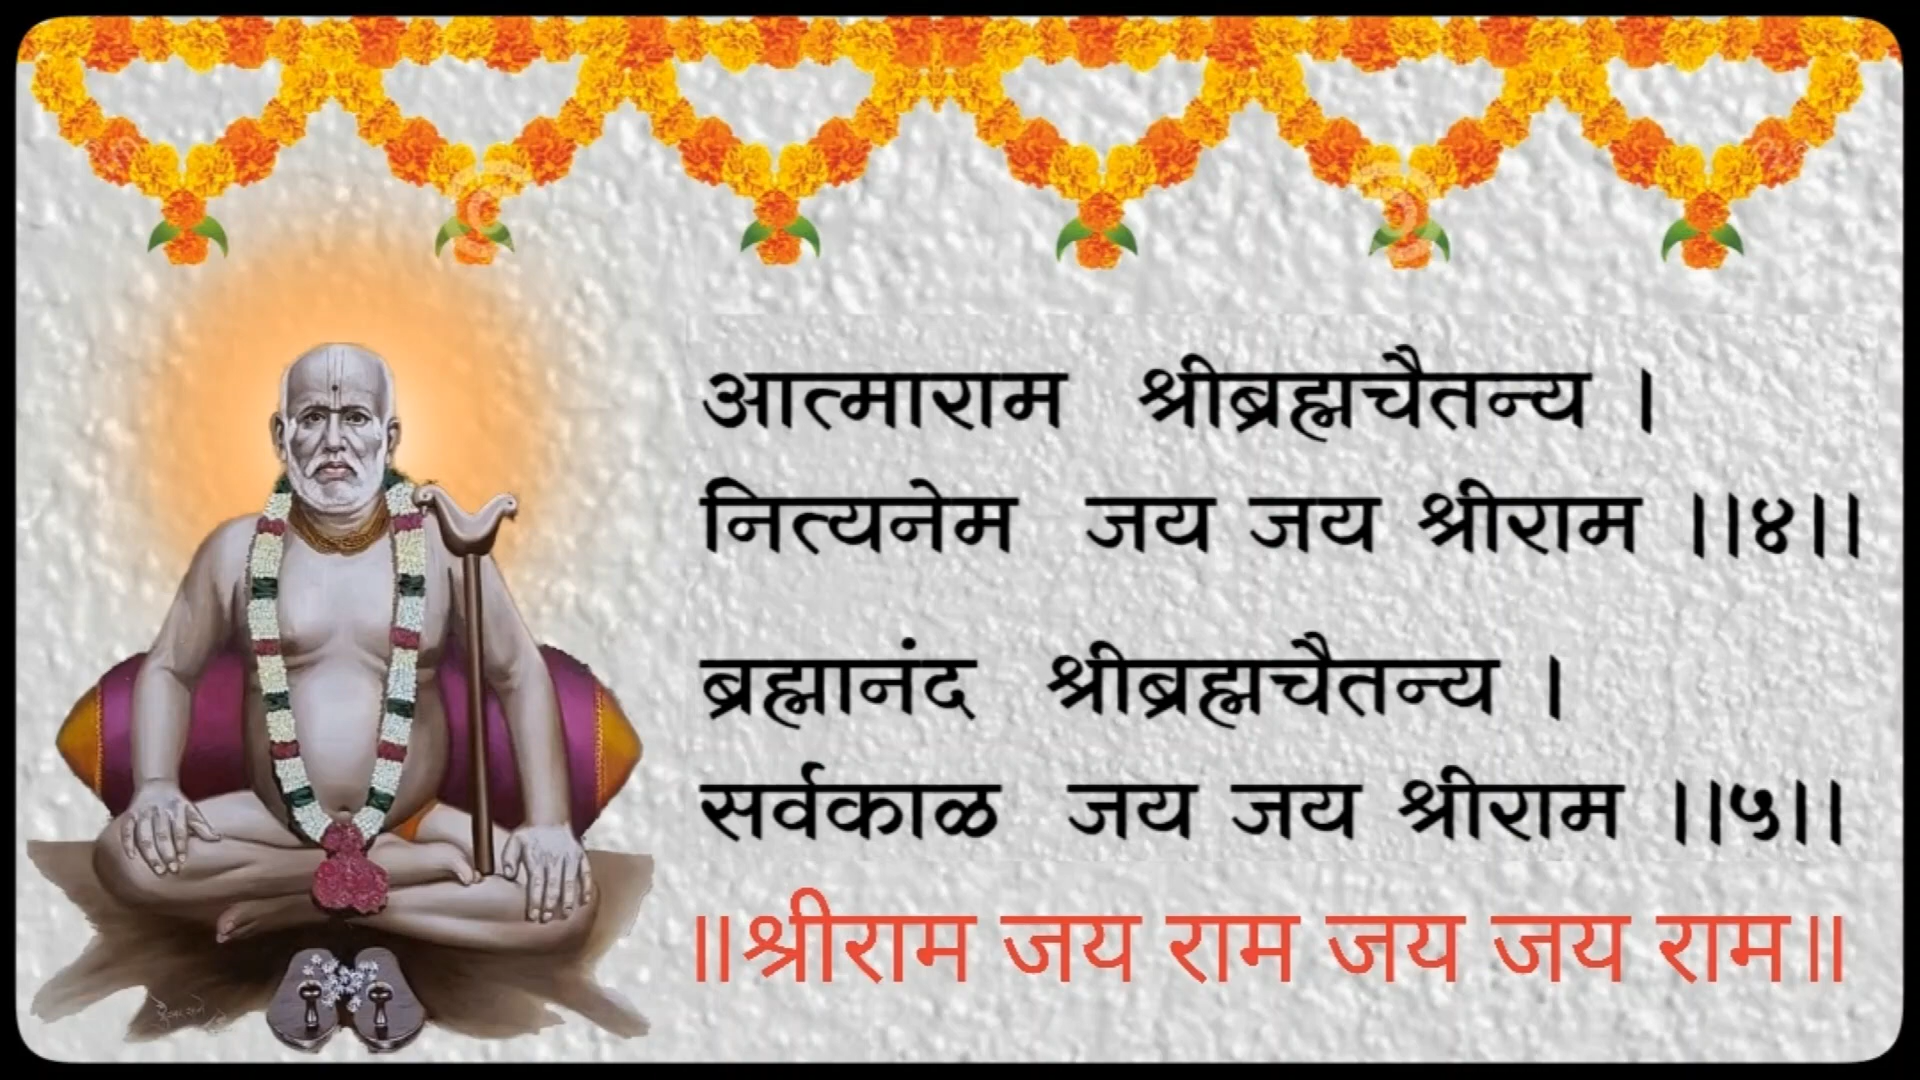 आत्माराम श्रीब्रह्मचैतन्य ।
नित्यनेम जय जय श्रीराम ।।४।।
ब्रह्मानंद श्रीब्रह्मचैतन्य ।
सर्वकाळ जय जय श्रीराम ।।५।।
॥श्रीराम जय राम जय जय राम॥